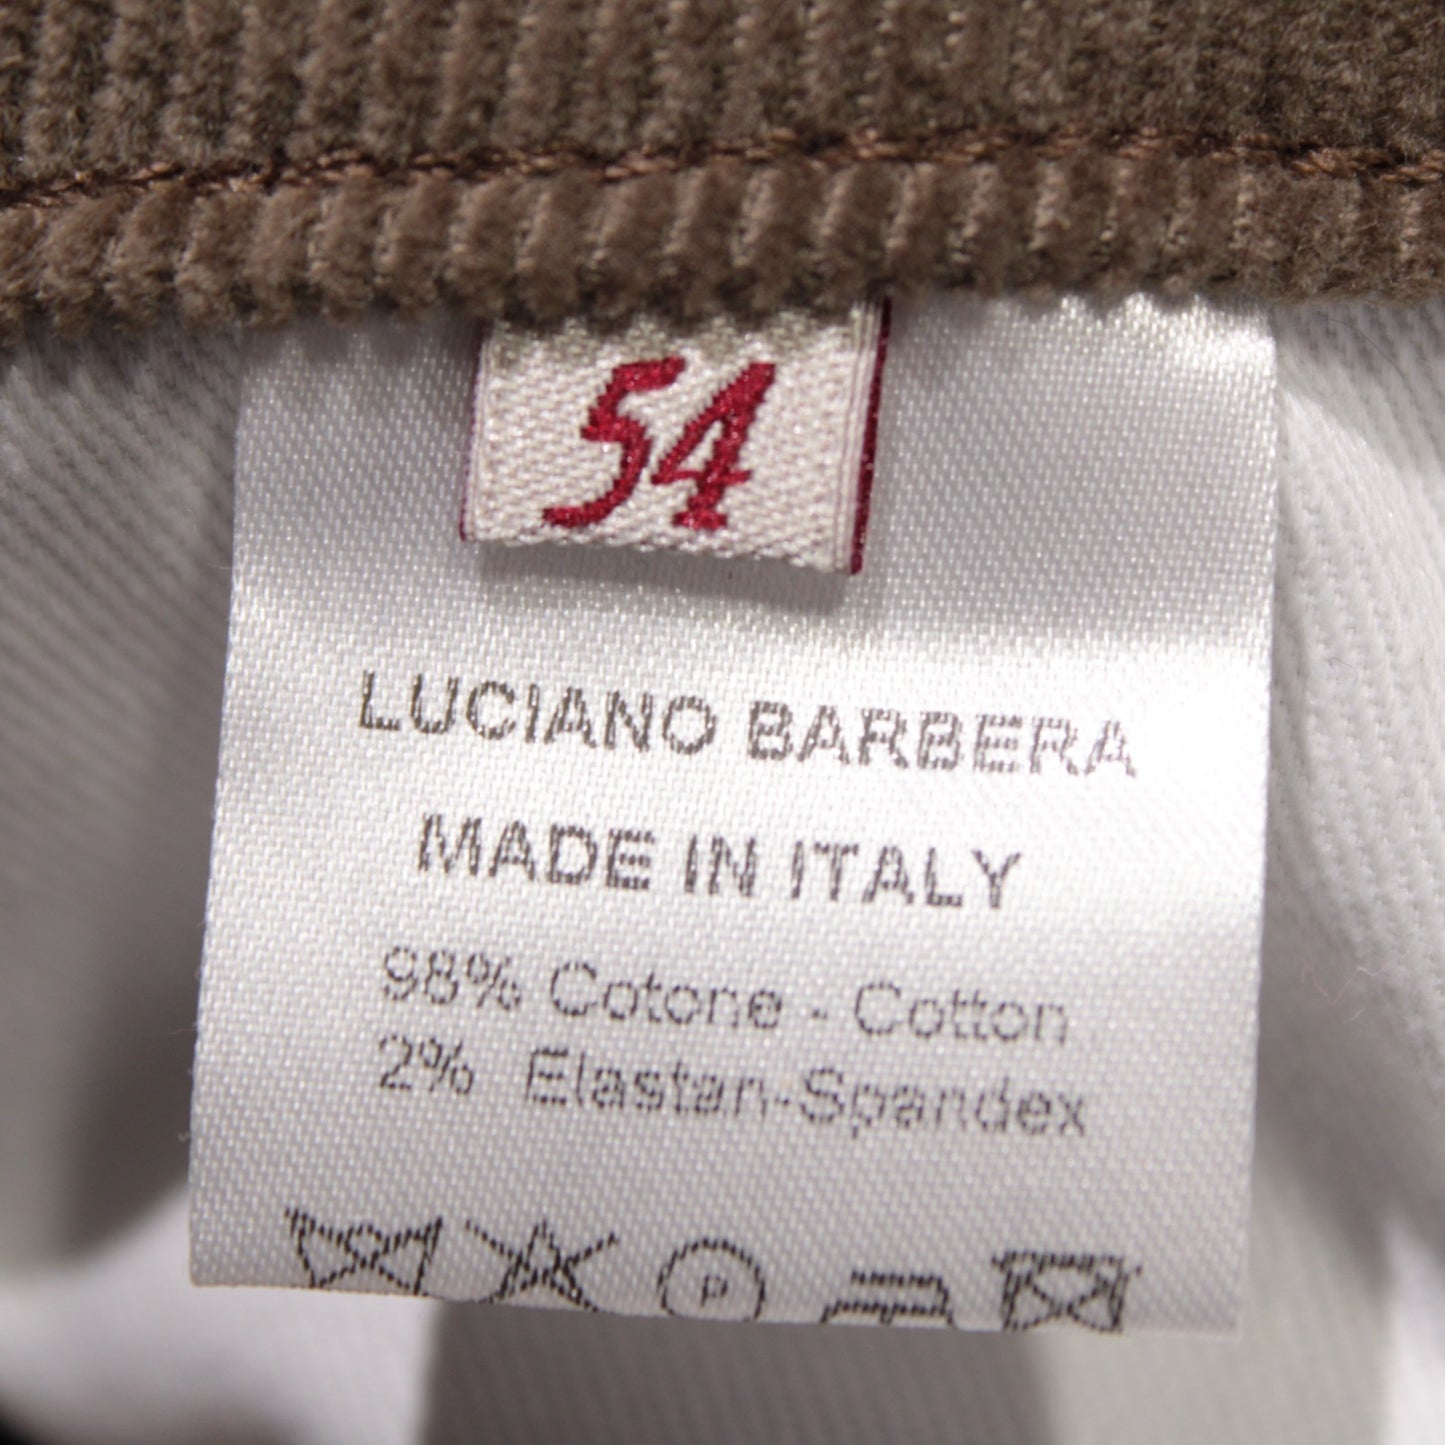 54
LUCIANO BARBERA
MADE IN ITALY
98% Cotone - Cotton
2% Elastan-Spandex
P